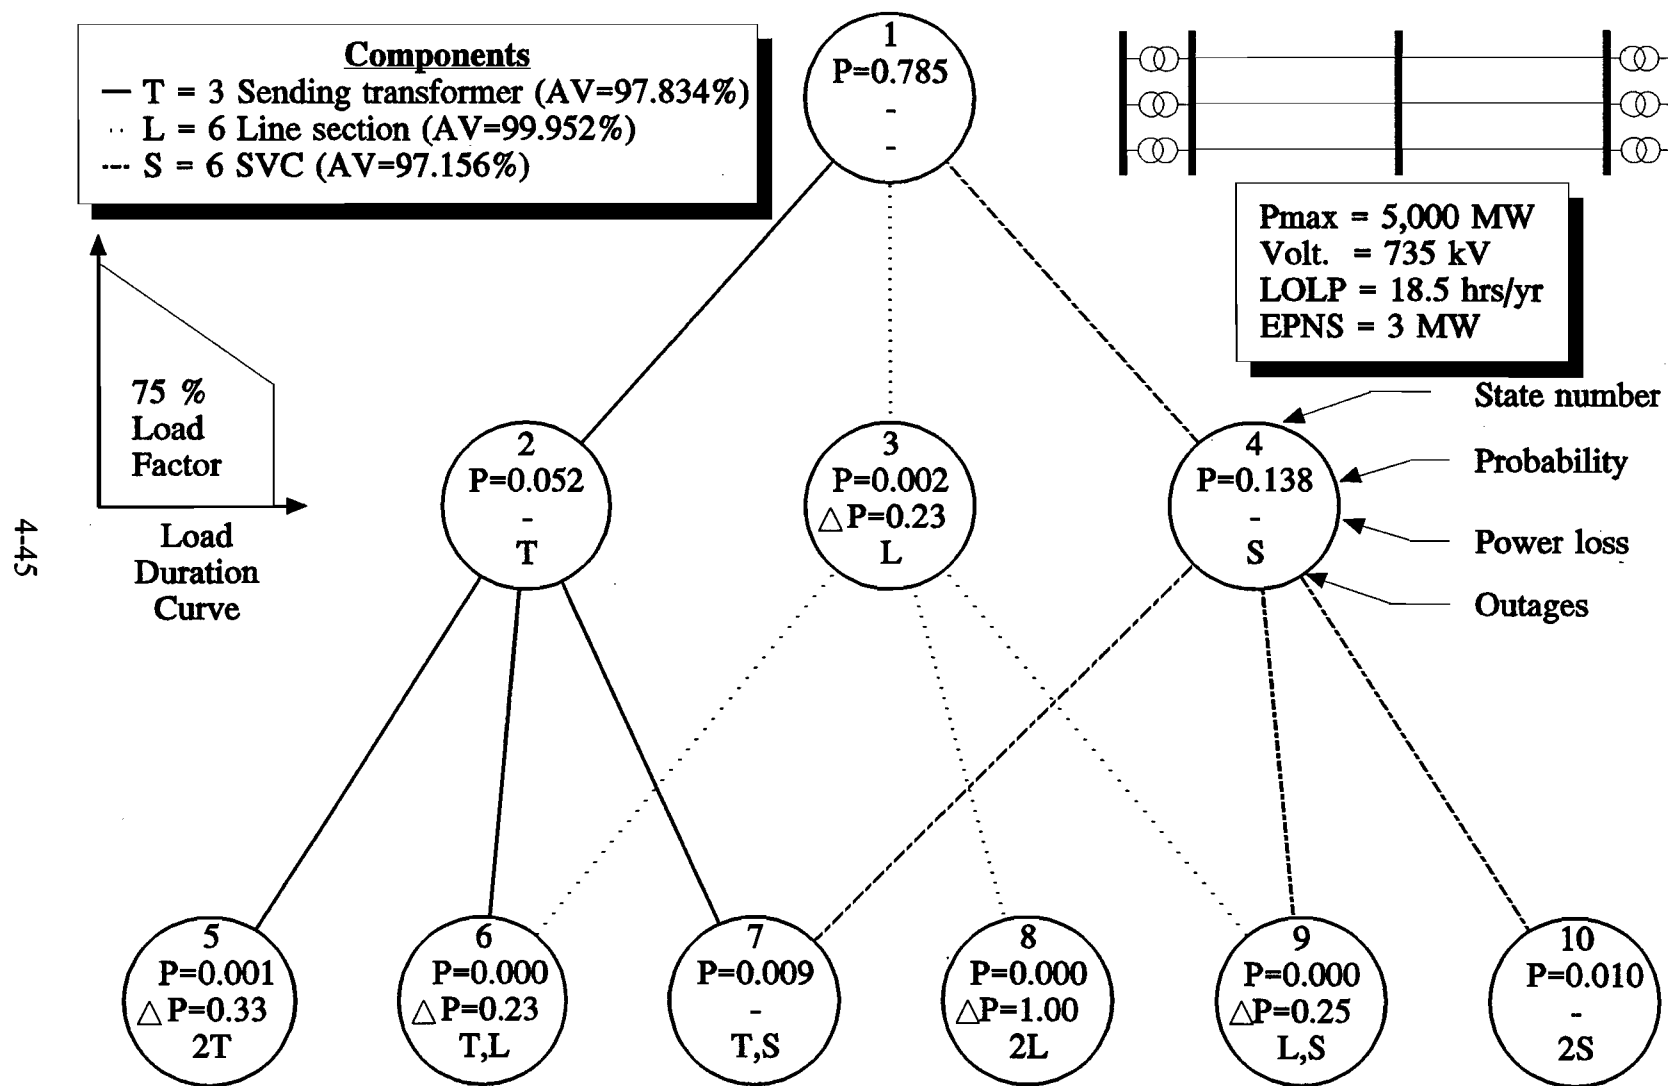 Components
— T = 3 Sending transformer (AV=97.834%)
·· L = 6 Line section (AV=99.952%)
--- S = 6 SVC (AV=97.156%)
1
P=0.785
-
-
Pmax = 5,000 MW
Volt. = 735 kV
LOLP = 18.5 hrs/yr
EPNS = 3 MW
75 %
Load
Factor
Load
Duration
Curve
2
P=0.052
-
T
3
P=0.002
△P=0.23
L
4
P=0.138
-
S
State number
Probability
Power loss
Outages
4-45
5
P=0.001
△P=0.33
2T
6
P=0.000
△P=0.23
T,L
7
P=0.009
-
T,S
8
P=0.000
△P=1.00
2L
9
P=0.000
△P=0.25
L,S
10
P=0.010
-
2S